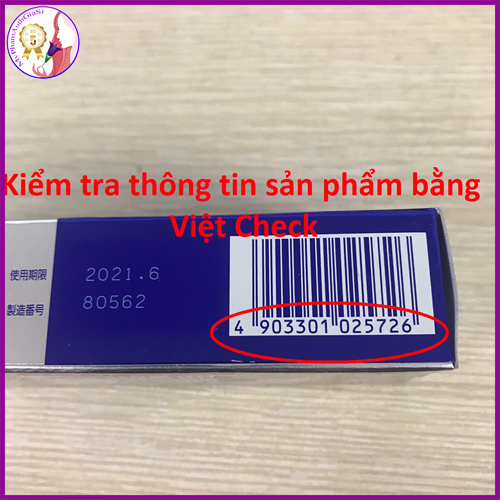 Kiểm tra thông tin sản phẩm bằng
Việt Check
使用期限 2021.6
製造番号 80562
4 903301 025726